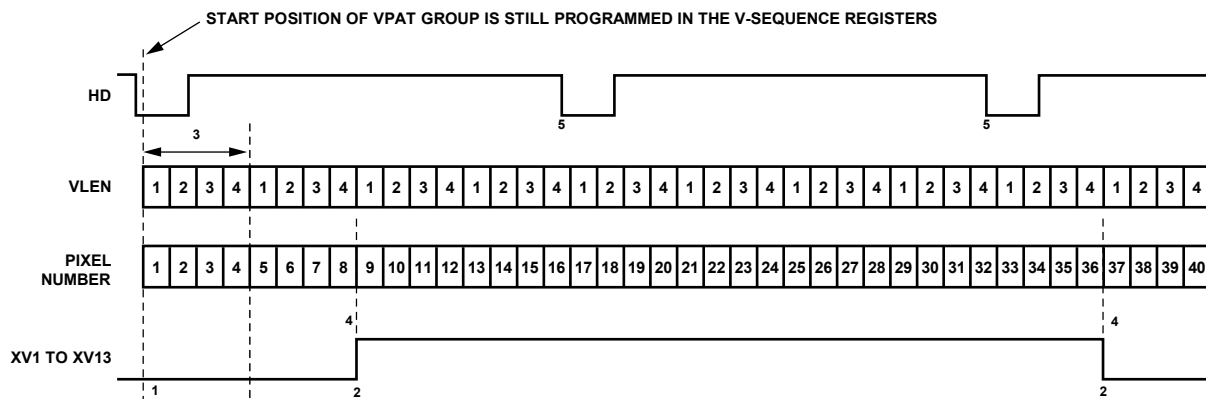 START POSITION OF VPAT GROUP IS STILL PROGRAMMED IN THE V-SEQUENCE REGISTERS
HD
5 5
3
VLEN 1 2 3 4 1 2 3 4 1 2 3 4 1 2 3 4 1 2 3 4 1 2 3 4 1 2 3 4 1 2 3 4 1 2 3 4 1 2 3 4
PIXEL
NUMBER 1 2 3 4 5 6 7 8 9 10 11 12 13 14 15 16 17 18 19 20 21 22 23 24 25 26 27 28 29 30 31 32 33 34 35 36 37 38 39 40
4 4
XV1 TO XV13
1 2 2